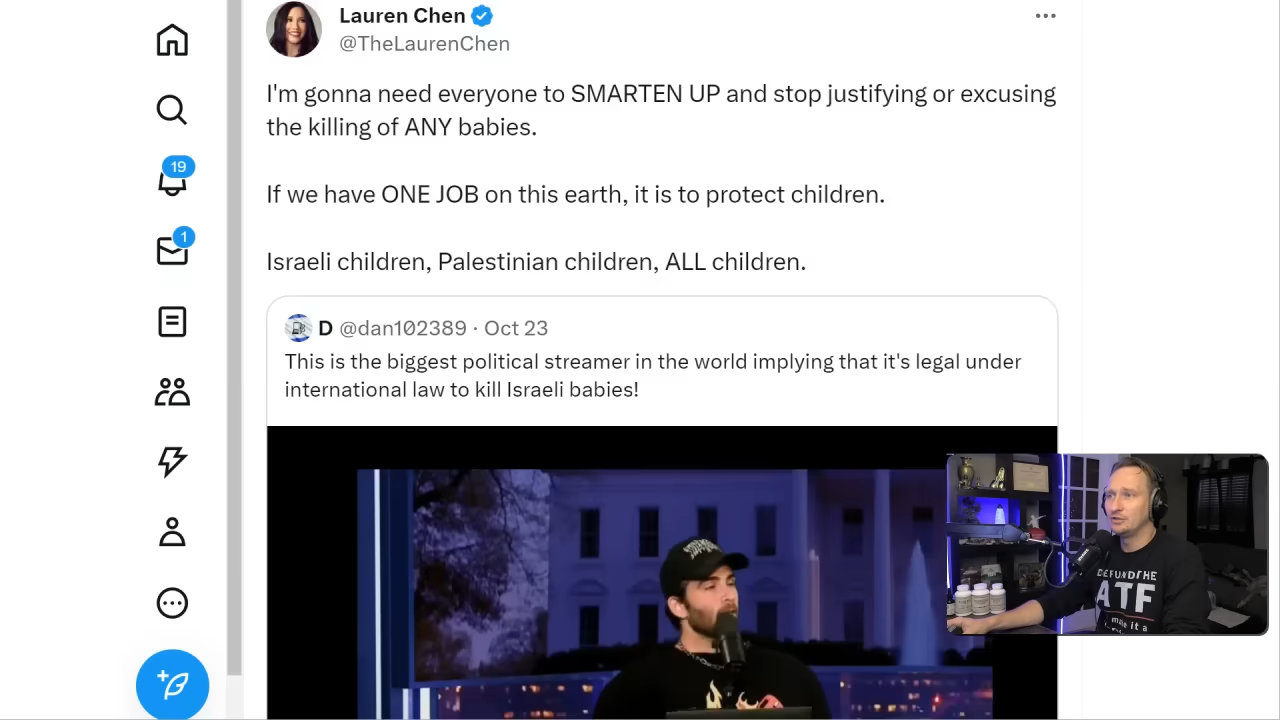 Lauren Chen
@TheLaurenChen
I'm gonna need everyone to SMARTEN UP and stop justifying or excusing
the killing of ANY babies.
If we have ONE JOB on this earth, it is to protect children.
Israeli children, Palestinian children, ALL children.
19
1
D @dan102389 · Oct 23
This is the biggest political streamer in the world implying that it's legal under
international law to kill Israeli babies!
DEFUND THE
ATF
make it a